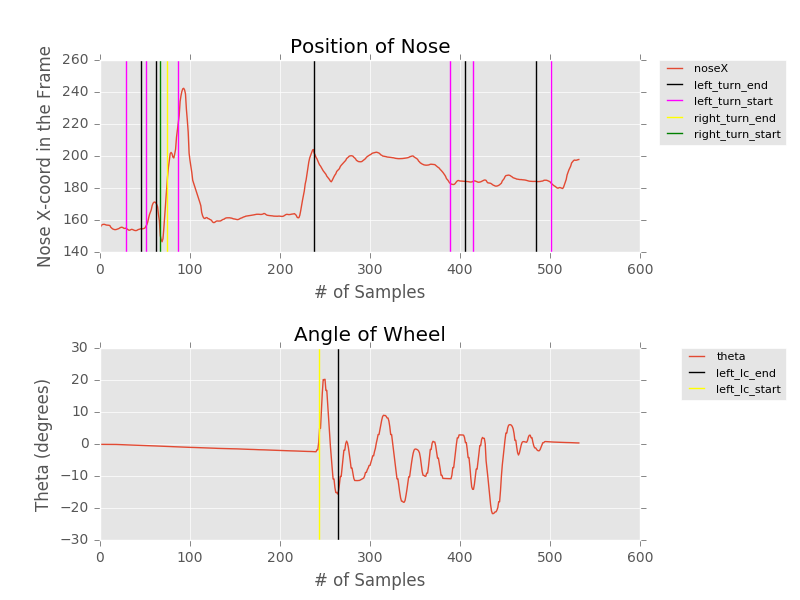 Position of Nose
260
240
220
200
180
160
140
Nose X-coord in the Frame
0 100 200 300 400 500 600
# of Samples
noseX
left_turn_end
left_turn_start
right_turn_end
right_turn_start
Angle of Wheel
30
20
10
0
−10
−20
−30
Theta (degrees)
0 100 200 300 400 500 600
# of Samples
theta
left_lc_end
left_lc_start